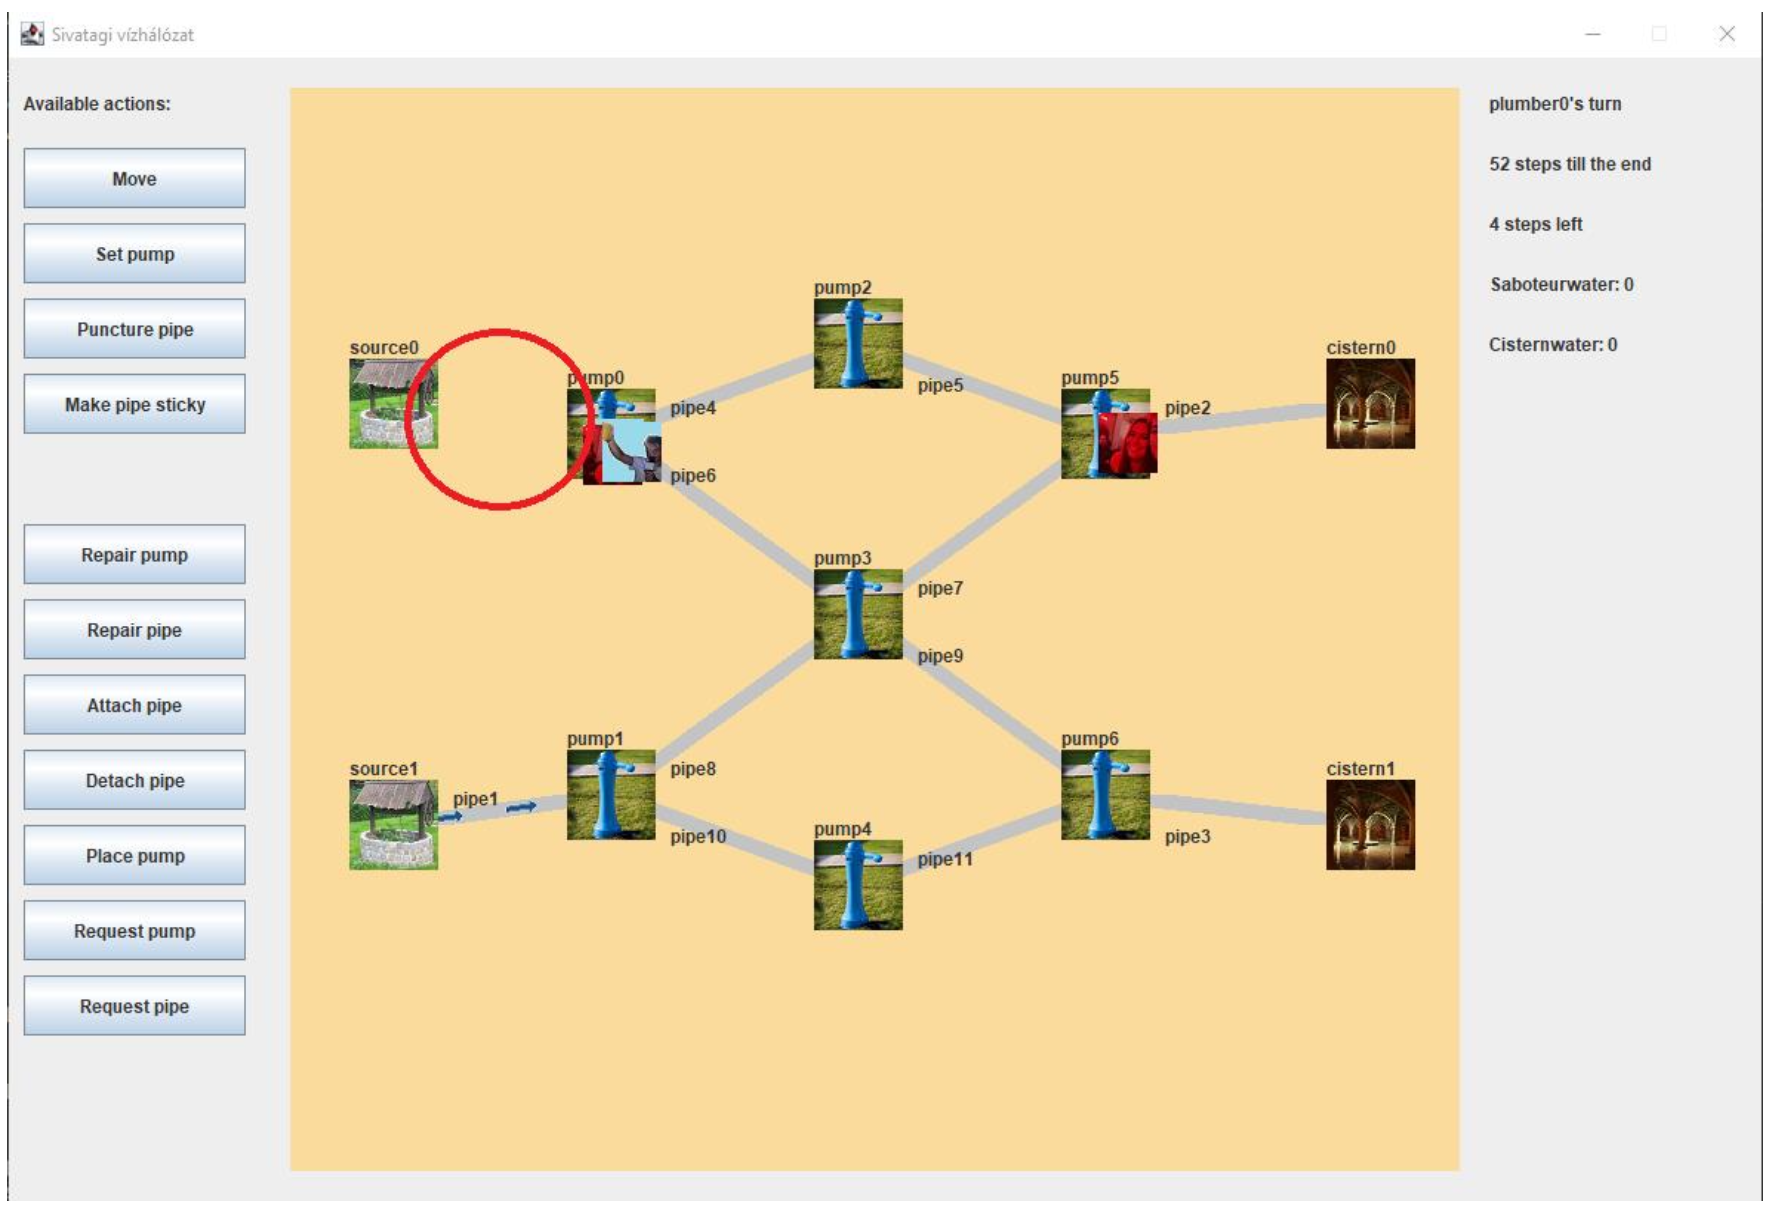 Sivatagi vízhálózat
Available actions:
Move
Set pump
Puncture pipe
Make pipe sticky
Repair pump
Repair pipe
Attach pipe
Detach pipe
Place pump
Request pump
Request pipe
pump2
source0
pump0
pipe4
pipe5
pump5
pipe2
cistern0
pipe6
pump3
pipe7
pipe9
pump1
pump6
source1
pipe1
pipe8
cistern1
pipe10
pump4
pipe11
pipe3
plumber0's turn
52 steps till the end
4 steps left
Saboteurwater: 0
Cisternwater: 0